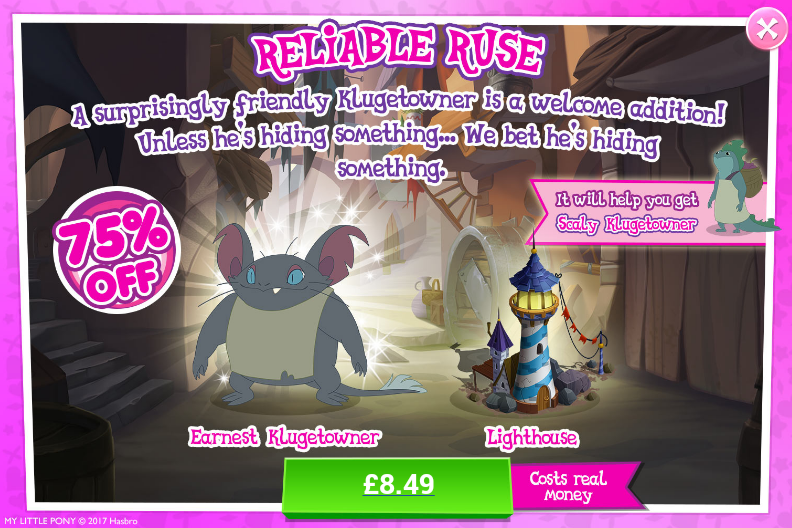 RELIABLE RUSE
A surprisingly friendly Klugetowner is a welcome addition!
Unless he's hiding something... We bet he's hiding
something.
It will help you get
Scaly Klugetowner
75%
OFF
Earnest Klugetowner
Lighthouse
£8.49
Costs real
money
MY LITTLE PONY © 2017 Hasbro